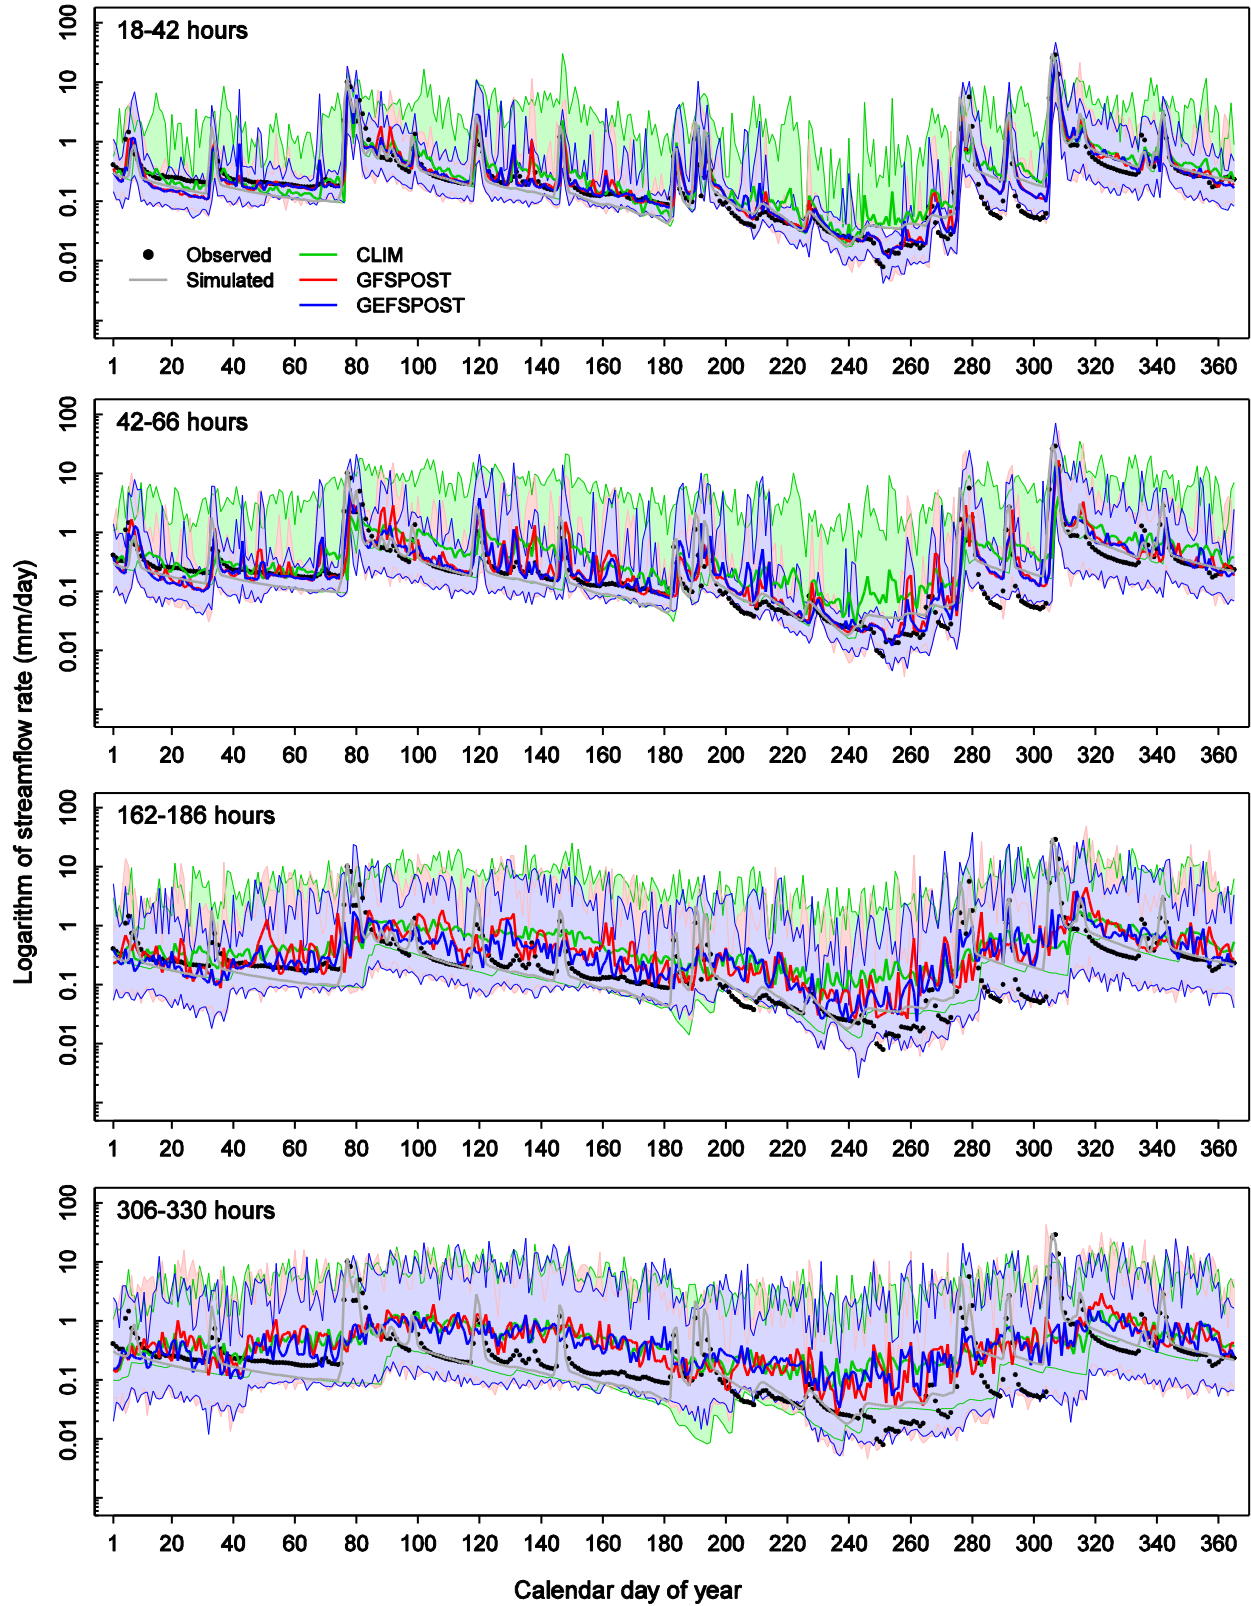 18-42 hours
100
10
1
0.1
0.01
Observed
Simulated
CLIM
GFSPOST
GEFSPOST
1 20 40 60 80 100 120 140 160 180 200 220 240 260 280 300 320 340 360
42-66 hours
100
10
1
0.1
0.01
1 20 40 60 80 100 120 140 160 180 200 220 240 260 280 300 320 340 360
Logarithm of streamflow rate (mm/day)
162-186 hours
100
10
1
0.1
0.01
1 20 40 60 80 100 120 140 160 180 200 220 240 260 280 300 320 340 360
306-330 hours
100
10
1
0.1
0.01
1 20 40 60 80 100 120 140 160 180 200 220 240 260 280 300 320 340 360
Calendar day of year